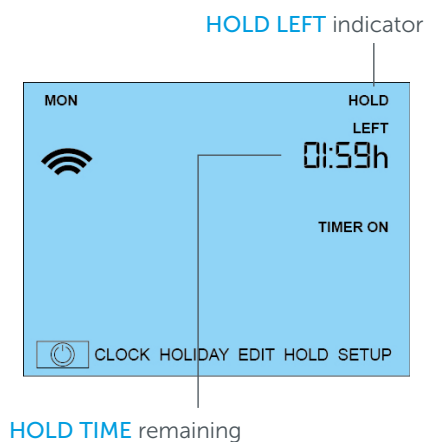 HOLD LEFT indicator
MON HOLD
LEFT
01:59h
TIMER ON
CLOCK HOLIDAY EDIT HOLD SETUP
HOLD TIME remaining